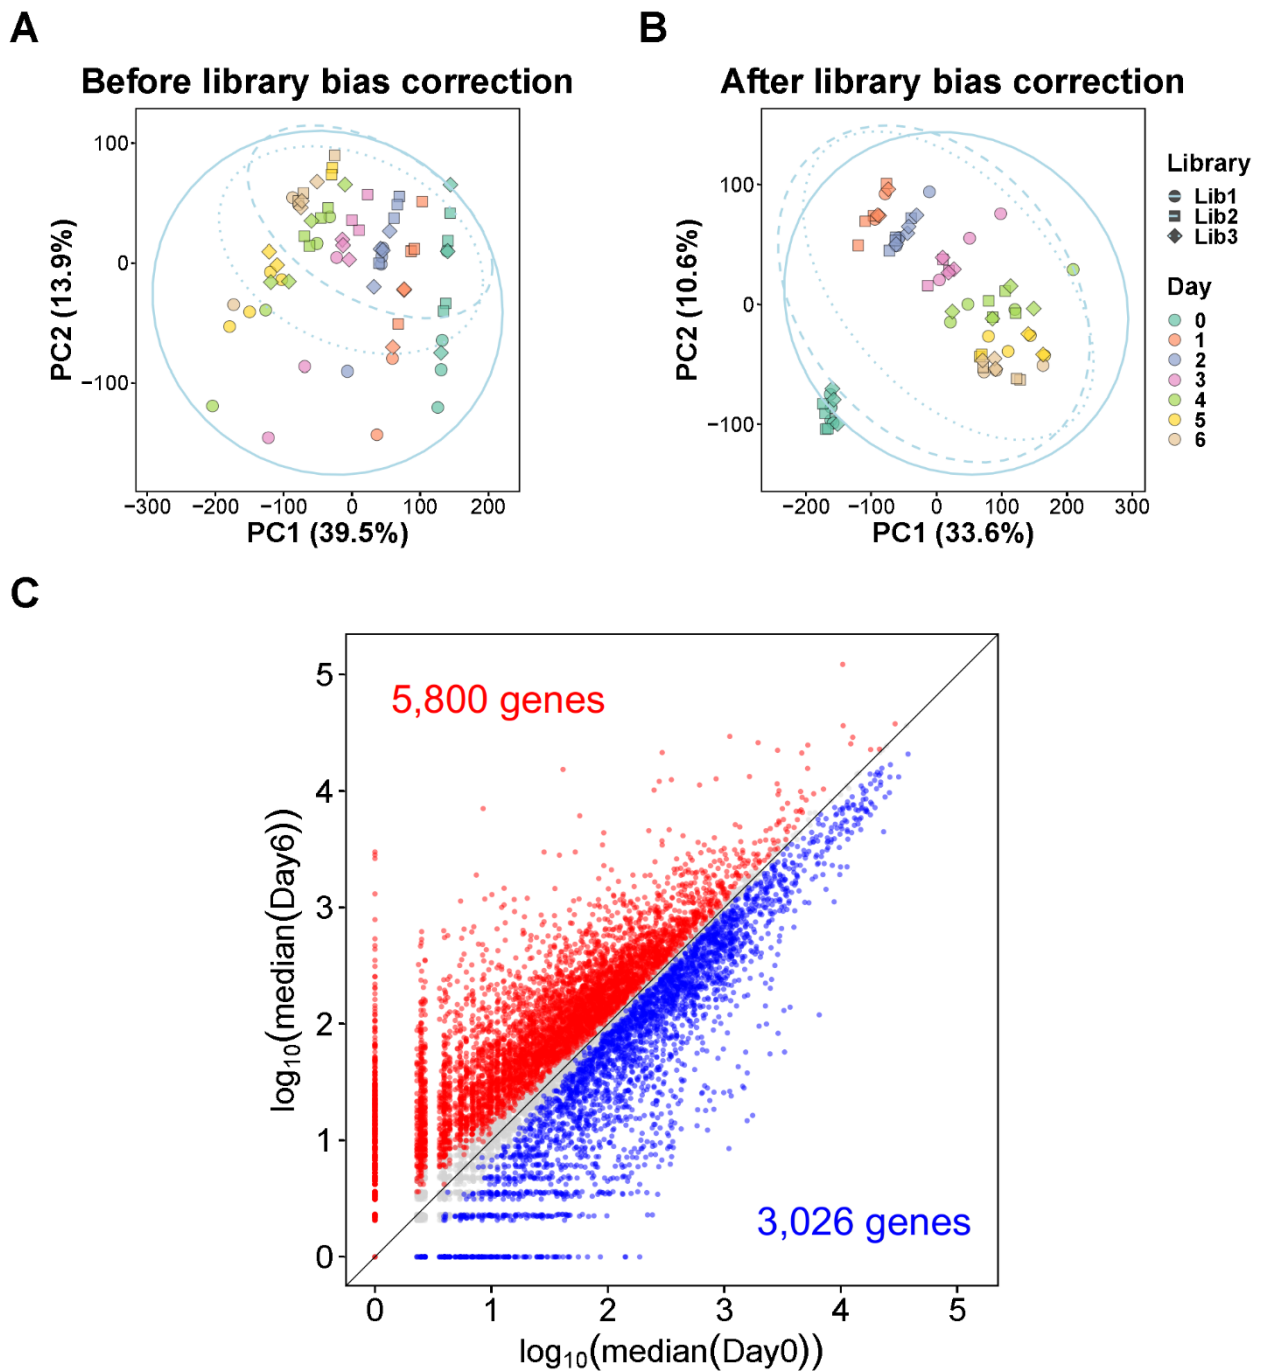 A
B
Before library bias correction
After library bias correction
PC2 (13.9%)
100
0
−100
−300 −200 −100 0 100 200
PC1 (39.5%)
PC2 (10.6%)
100
0
−100
−200 −100 0 100 200 300
PC1 (33.6%)
Library
Lib1
Lib2
Lib3
Day
0
1
2
3
4
5
6
C
log10(median(Day6))
5
4
3
2
1
0
5,800 genes
3,026 genes
0 1 2 3 4 5
log10(median(Day0))